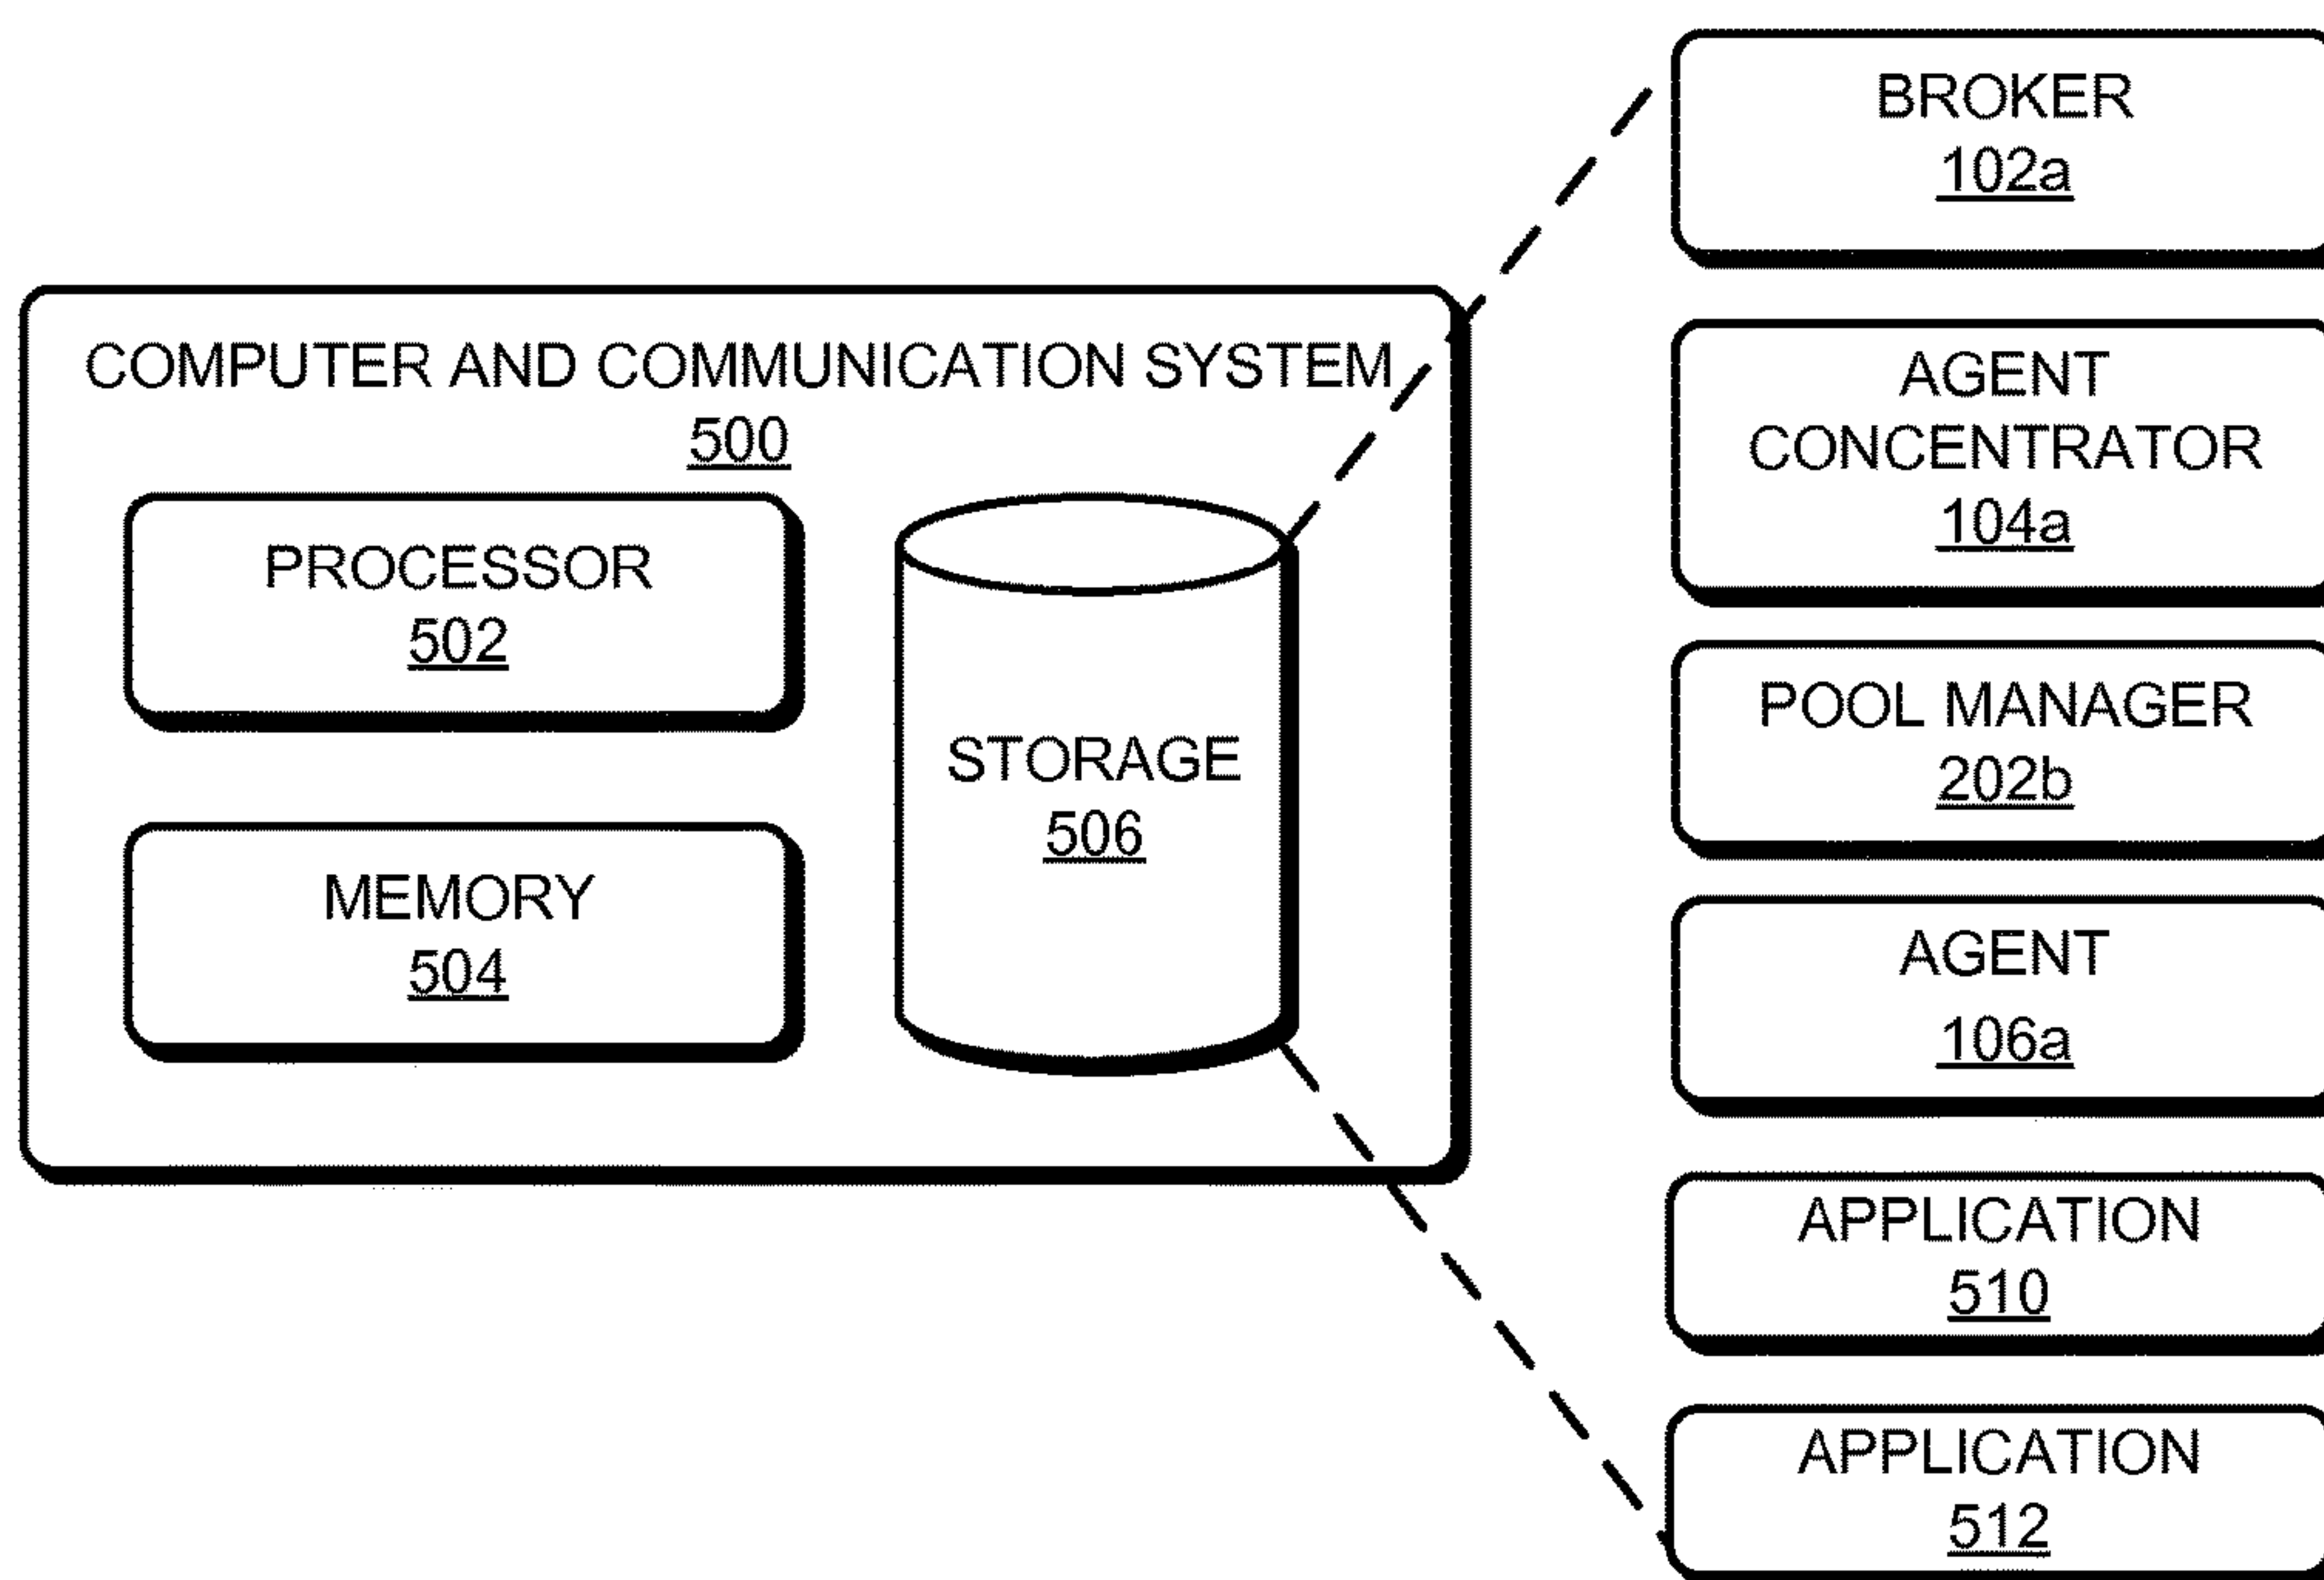 COMPUTER AND COMMUNICATION SYSTEM
500
PROCESSOR
502
MEMORY
504
STORAGE
506
BROKER
102a
AGENT
CONCENTRATOR
104a
POOL MANAGER
202b
AGENT
106a
APPLICATION
510
APPLICATION
512